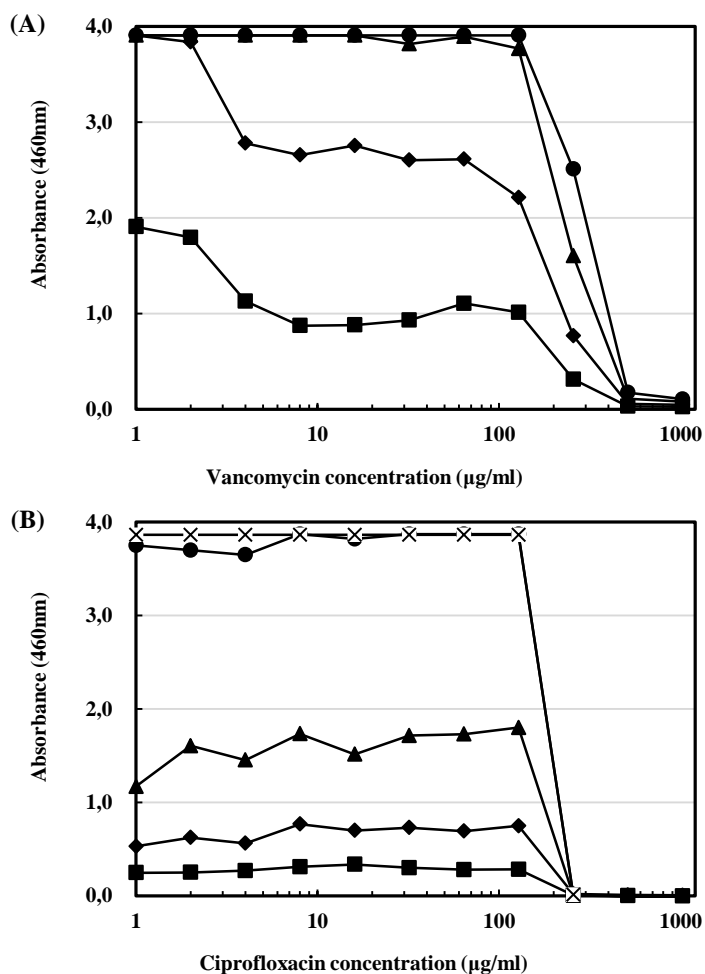 (A)
4,0
3,0
2,0
1,0
0,0
Absorbance (460nm)
1 10 100 1000
Vancomycin concentration (µg/ml)
(B)
4,0
3,0
2,0
1,0
0,0
Absorbance (460nm)
1 10 100 1000
Ciprofloxacin concentration (µg/ml)